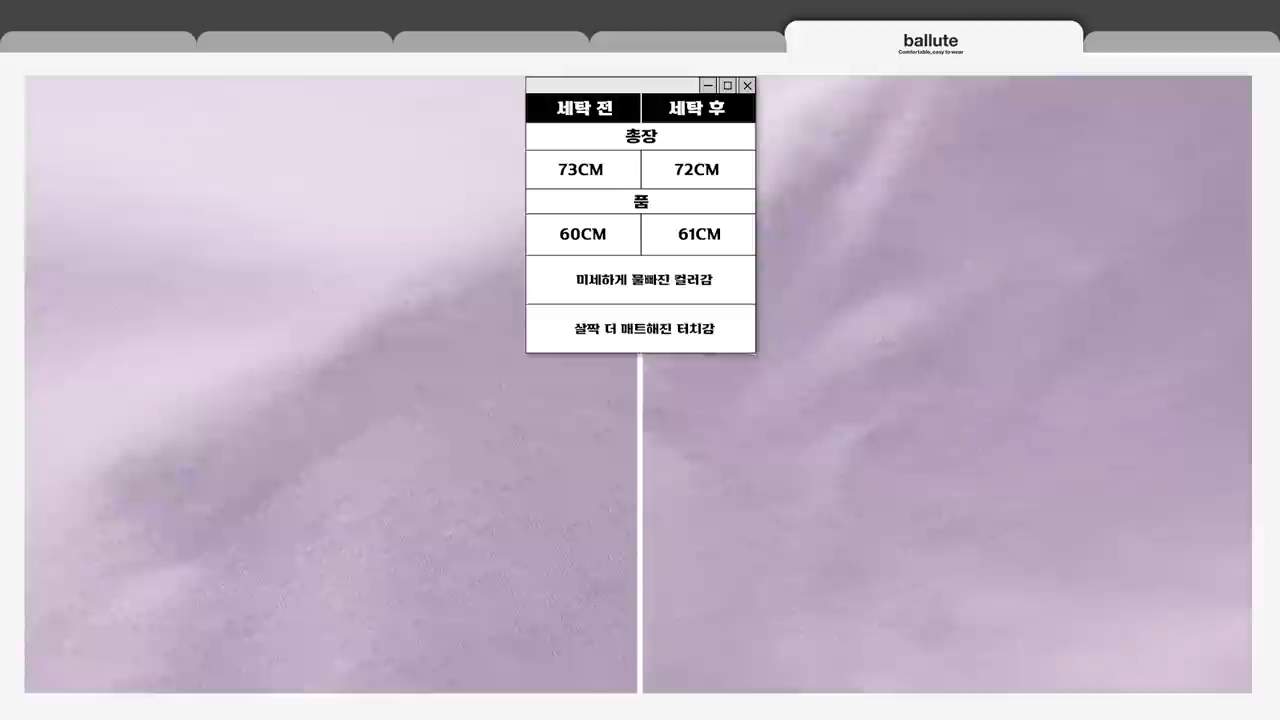 ballute
Comfortable, easy to wear
세탁 전 세탁 후
총장
73CM 72CM
품
60CM 61CM
미세하게 물빠진 컬러감
살짝 더 매트해진 터치감